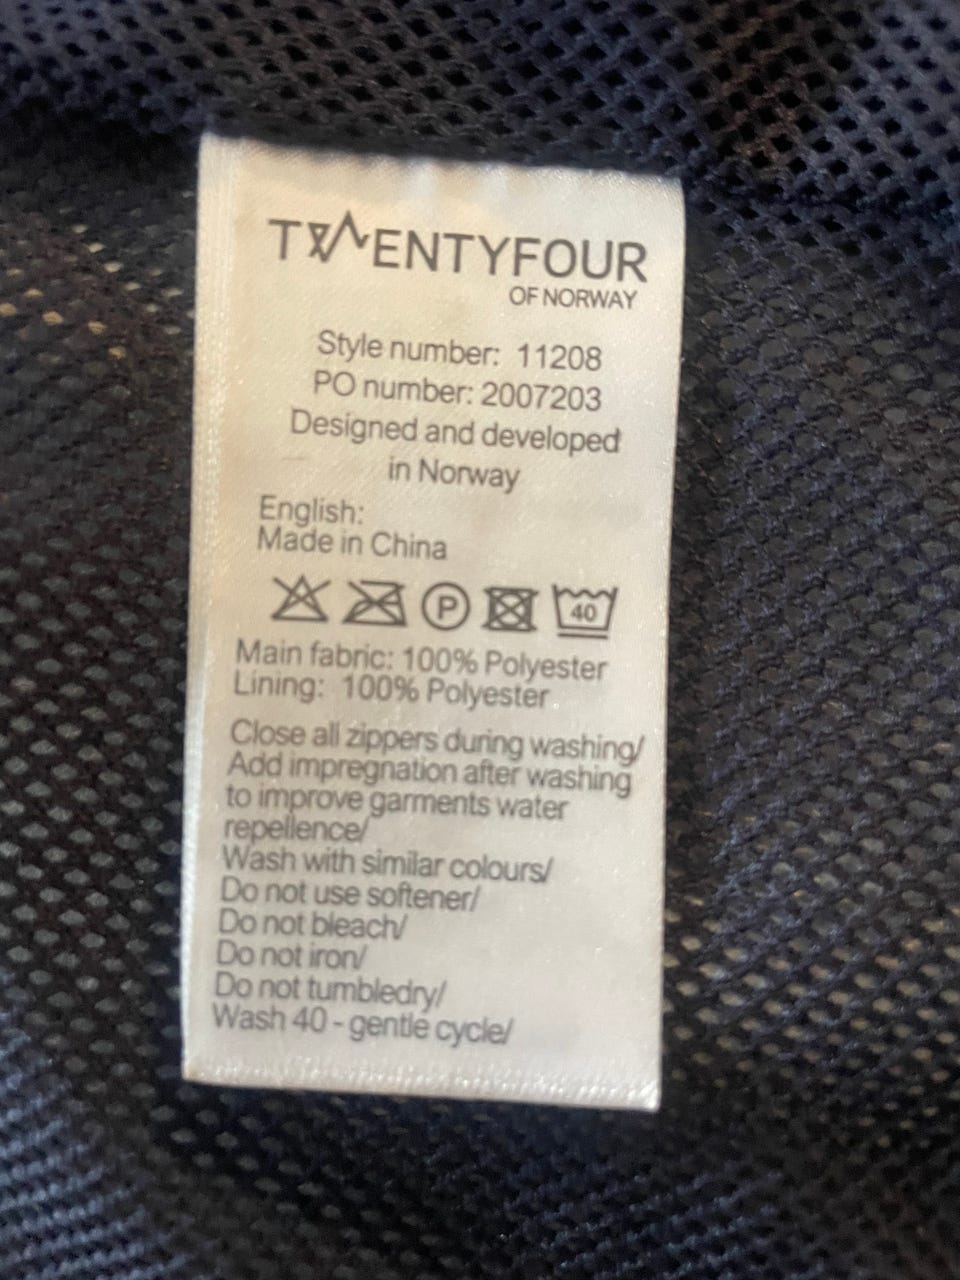 TWENTYFOUR
OF NORWAY
Style number: 11208
PO number: 2007203
Designed and developed
in Norway
English:
Made in China
P 40
Main fabric: 100% Polyester
Lining: 100% Polyester
Close all zippers during washing/
Add impregnation after washing
to improve garments water
repellence/
Wash with similar colours/
Do not use softener/
Do not bleach/
Do not iron/
Do not tumbledry/
Wash 40 - gentle cycle/